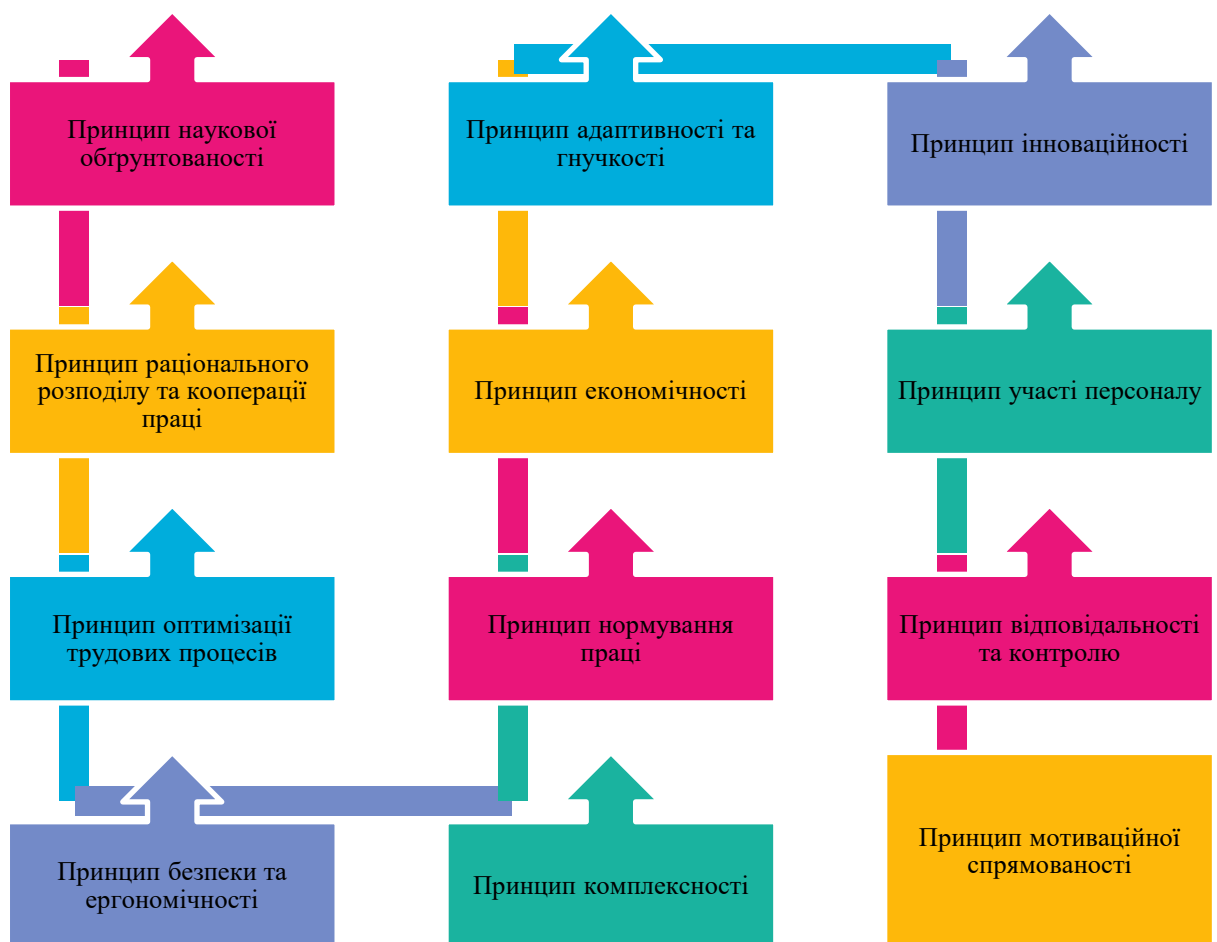 Принцип наукової
обґрунтованості
Принцип раціонального
розподілу та кооперації
праці
Принцип оптимізації
трудових процесів
Принцип безпеки та
ергономічності
Принцип комплексності
Принцип нормування
праці
Принцип економічності
Принцип адаптивності та
гнучкості
Принцип інноваційності
Принцип участі персоналу
Принцип відповідальності
та контролю
Принцип мотиваційної
спрямованості